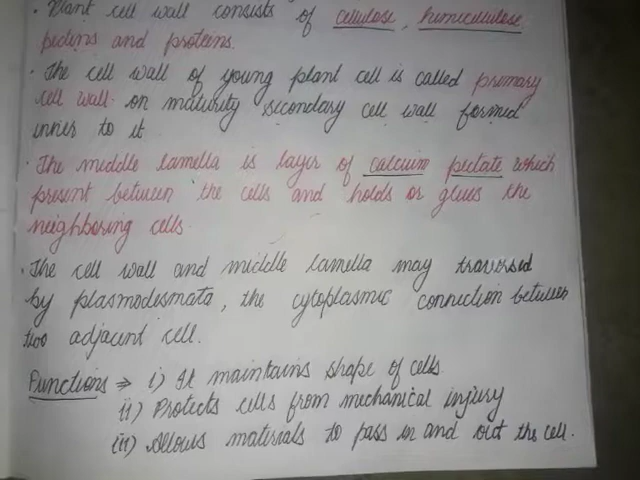 · Plant cell wall consists of cellulose, hemicellulose,
pectins and proteins.
· The cell wall of young plant cell is called primary
cell wall. on maturity secondary cell wall formed
inner to it.
· The middle lamella is layer of calcium pectate which
present between the cells and holds or glues the
neighboring cells.
· The cell wall and middle lamella may traversed
by plasmodesmata, the cytoplasmic connection between
two adjacent cell.
Functions ⇒ i) It maintains shape of cells.
ii) Protects cells from mechanical injury
iii) Allows materials to pass in and out the cell.